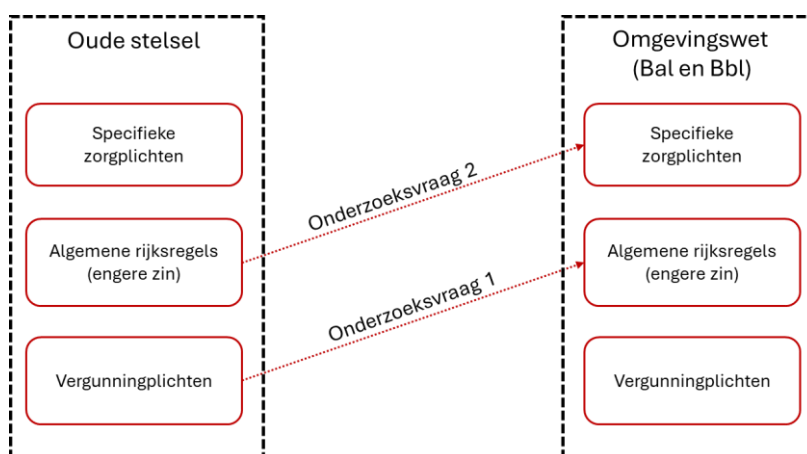 Oude stelsel
Specifieke
zorgplichten
Algemene rijksregels
(engere zin)
Vergunningplichten
Onderzoeksvraag 2
Onderzoeksvraag 1
Omgevingswet
(Bal en Bbl)
Specifieke
zorgplichten
Algemene rijksregels
(engere zin)
Vergunningplichten